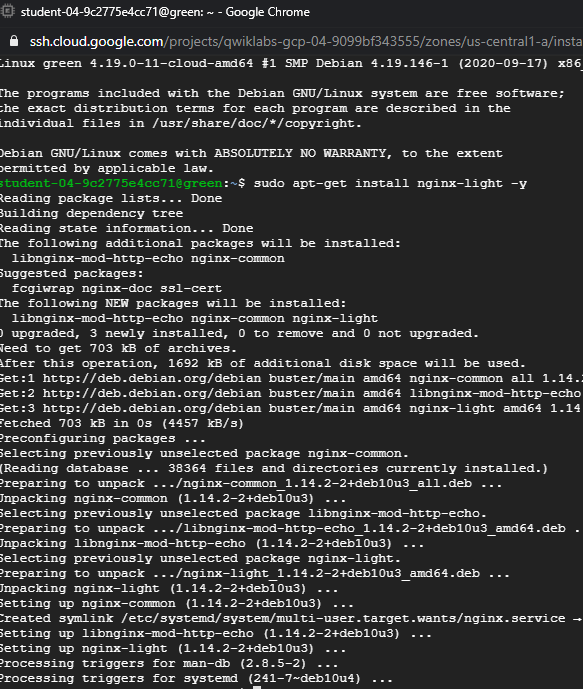 student-04-9c2775e4cc71@green: ~ - Google Chrome
ssh.cloud.google.com/projects/qwiklabs-gcp-04-9099bf343555/zones/us-central1-a/insta
Linux green 4.19.0-11-cloud-amd64 #1 SMP Debian 4.19.146-1 (2020-09-17) x86_
The programs included with the Debian GNU/Linux system are free software;
the exact distribution terms for each program are described in the
individual files in /usr/share/doc/*/copyright.
Debian GNU/Linux comes with ABSOLUTELY NO WARRANTY, to the extent
permitted by applicable law.
student-04-9c2775e4cc71@green:~$ sudo apt-get install nginx-light -y
Reading package lists... Done
Building dependency tree
Reading state information... Done
The following additional packages will be installed:
libnginx-mod-http-echo nginx-common
Suggested packages:
fcgiwrap nginx-doc ssl-cert
The following NEW packages will be installed:
libnginx-mod-http-echo nginx-common nginx-light
0 upgraded, 3 newly installed, 0 to remove and 0 not upgraded.
Need to get 703 kB of archives.
After this operation, 1692 kB of additional disk space will be used.
Get:1 http://deb.debian.org/debian buster/main amd64 nginx-common all 1.14.2
Get:2 http://deb.debian.org/debian buster/main amd64 libnginx-mod-http-echo
Get:3 http://deb.debian.org/debian buster/main amd64 nginx-light amd64 1.14
Fetched 703 kB in 0s (4457 kB/s)
Preconfiguring packages ...
Selecting previously unselected package nginx-common.
(Reading database ... 38364 files and directories currently installed.)
Preparing to unpack .../nginx-common_1.14.2-2+deb10u3_all.deb ...
Unpacking nginx-common (1.14.2-2+deb10u3) ...
Selecting previously unselected package libnginx-mod-http-echo.
Preparing to unpack .../libnginx-mod-http-echo_1.14.2-2+deb10u3_amd64.deb .
Unpacking libnginx-mod-http-echo (1.14.2-2+deb10u3) ...
Selecting previously unselected package nginx-light.
Preparing to unpack .../nginx-light_1.14.2-2+deb10u3_amd64.deb ...
Unpacking nginx-light (1.14.2-2+deb10u3) ...
Setting up nginx-common (1.14.2-2+deb10u3) ...
Created symlink /etc/systemd/system/multi-user.target.wants/nginx.service →
Setting up libnginx-mod-http-echo (1.14.2-2+deb10u3) ...
Setting up nginx-light (1.14.2-2+deb10u3) ...
Processing triggers for man-db (2.8.5-2) ...
Processing triggers for systemd (241-7~deb10u4) ...